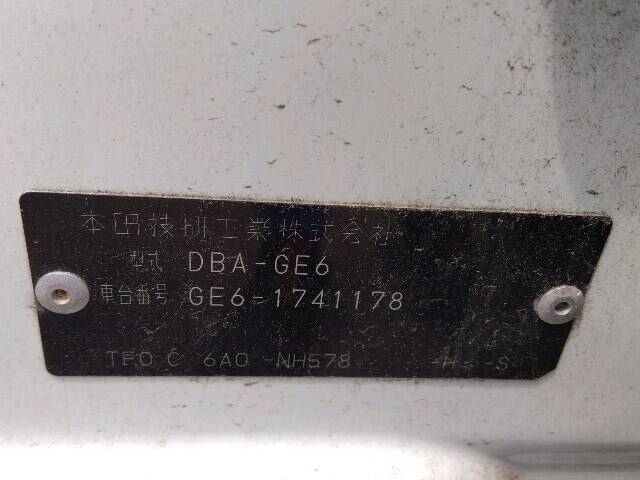 本田技研工業株式会社
型式 DBA-GE6
車台番号 GE6-1741178
TF0 C 6A0 -NH578 -H- -S